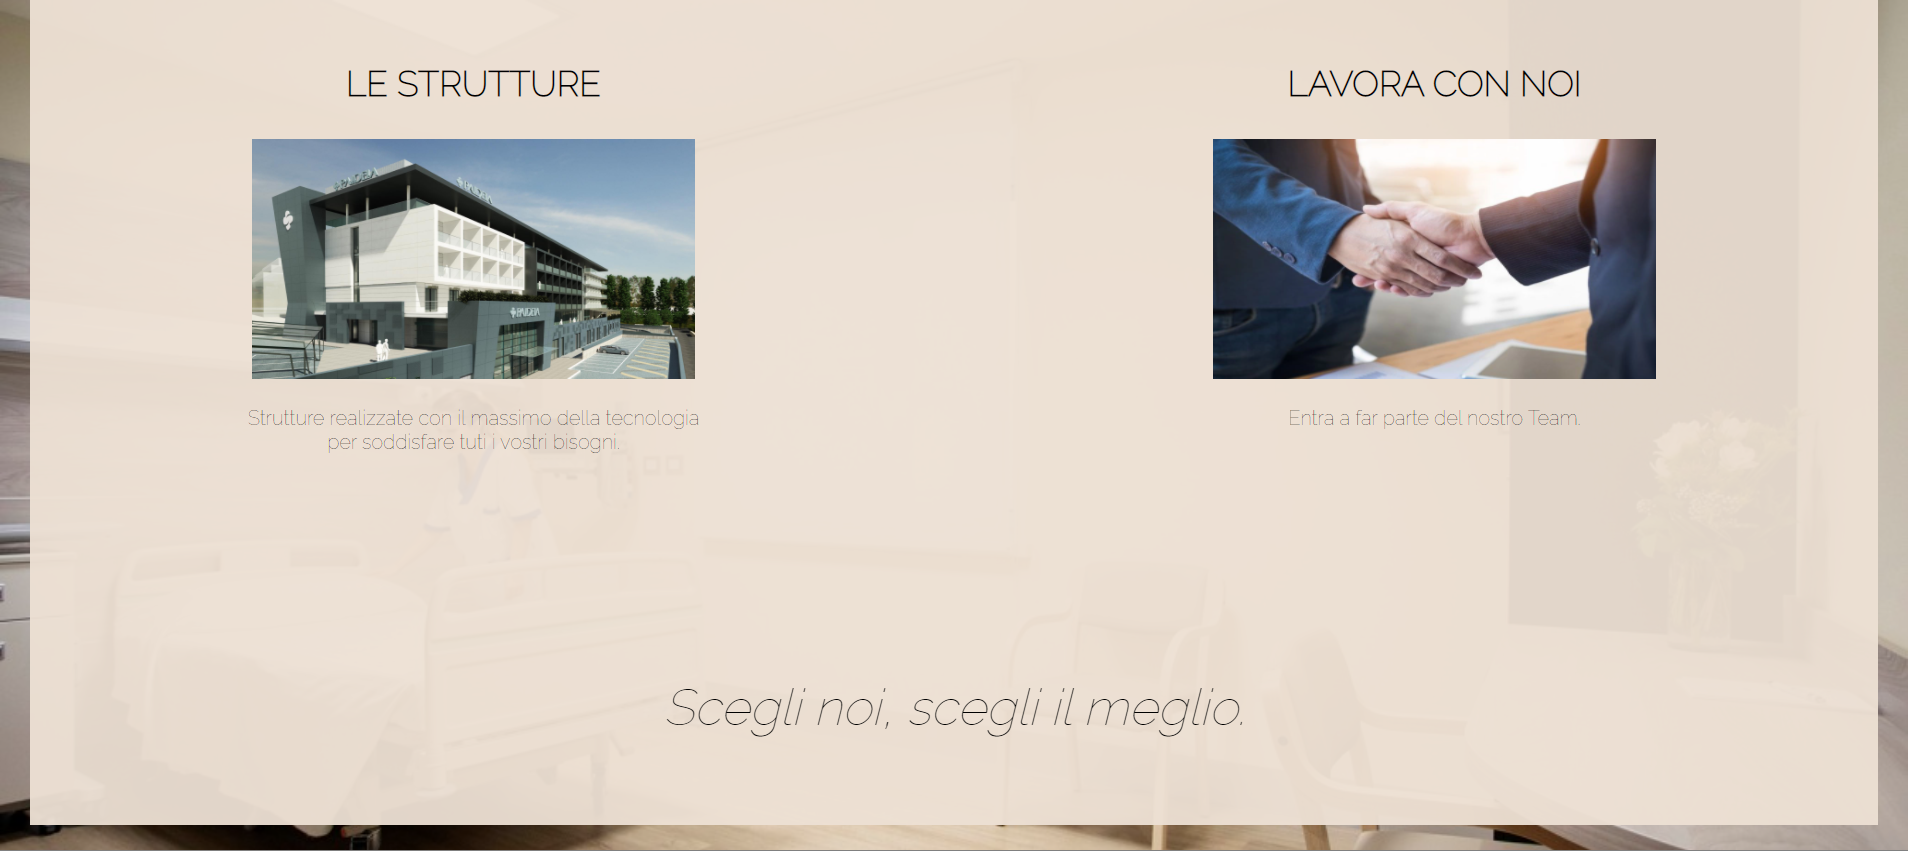 LE STRUTTURE
LAVORA CON NOI
PAIDEIA
Strutture realizzate con il massimo della tecnologia
per soddisfare tuti i vostri bisogni.
Entra a far parte del nostro Team.
Scegli noi, scegli il meglio.